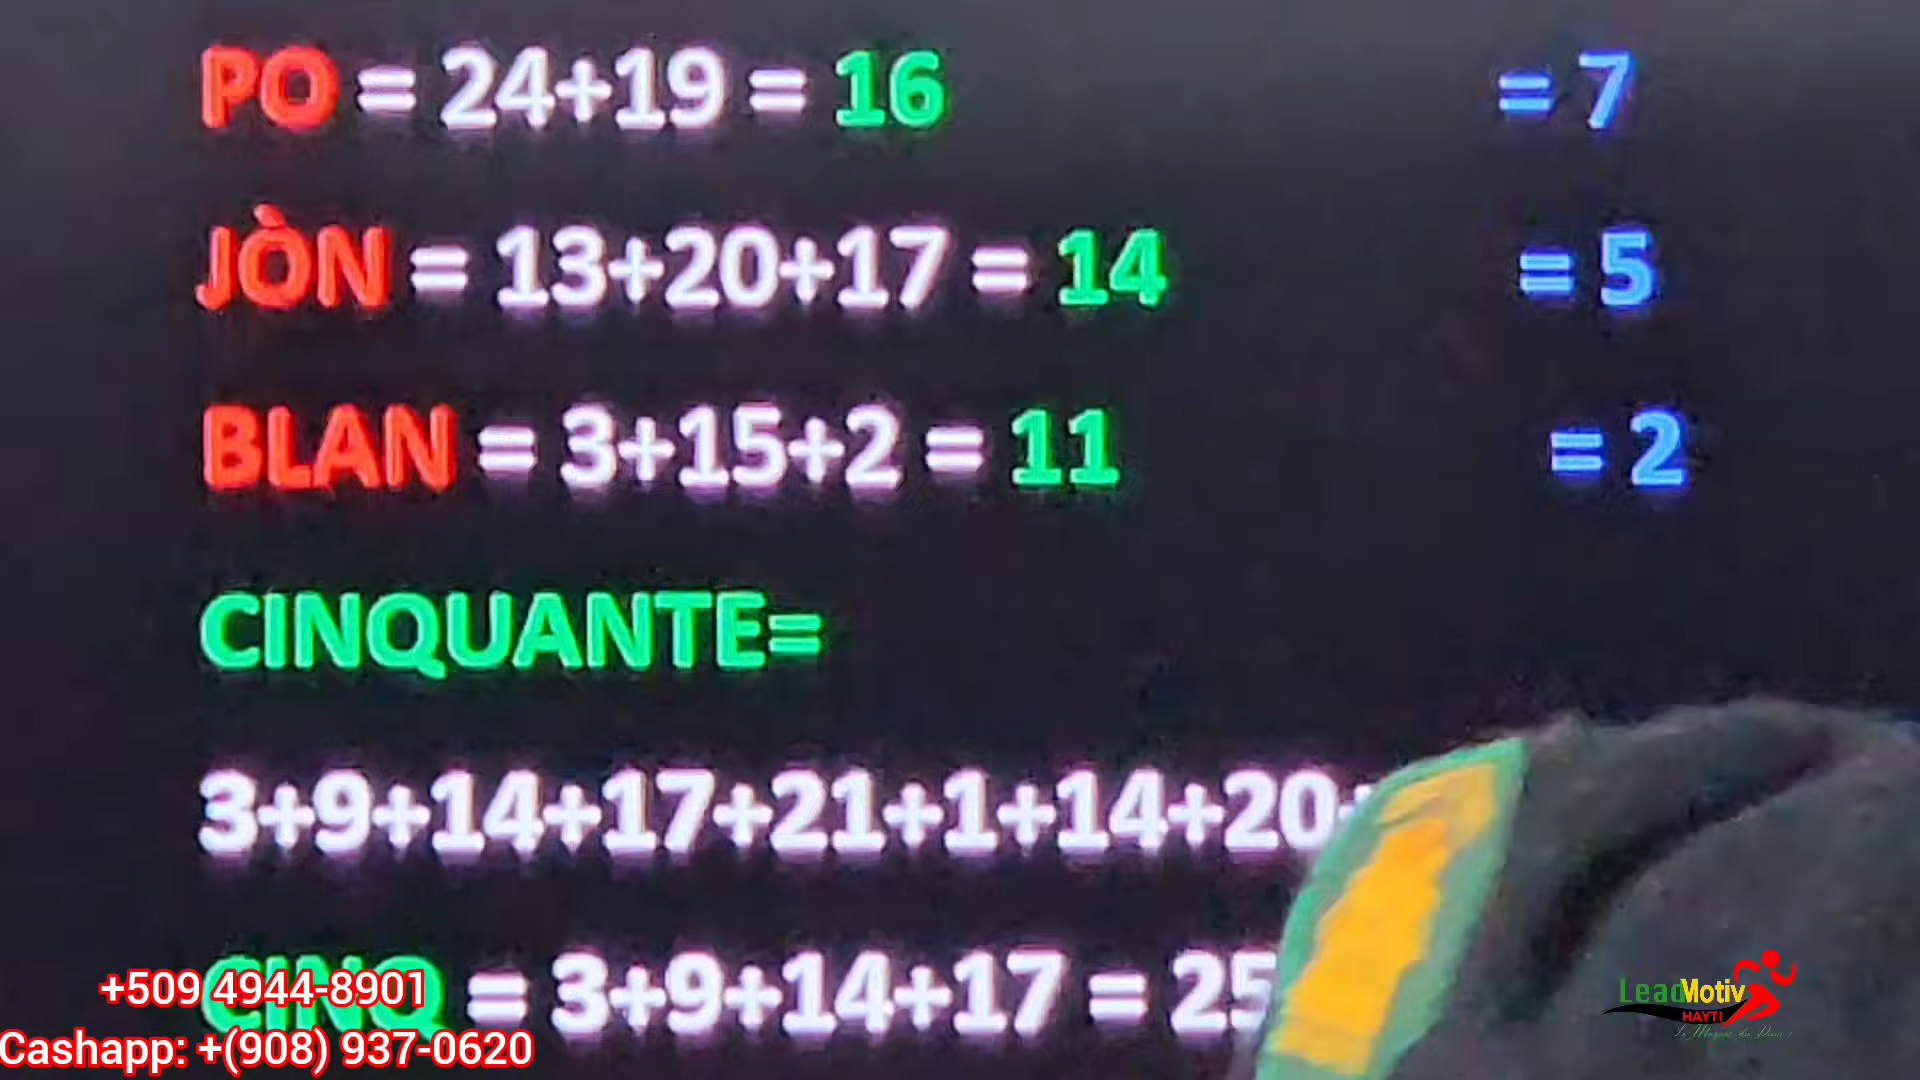 PO = 24+19 = 16 = 7
JÒN = 13+20+17 = 14 = 5
BLAN = 3+15+2 = 11 = 2
CINQUANTE=
3+9+14+17+21+1+14+20+
CINQ = 3+9+14+17 = 25
+509 4944-8901
Cashapp: +(908) 937-0620
LeadMotiv
HAYTI